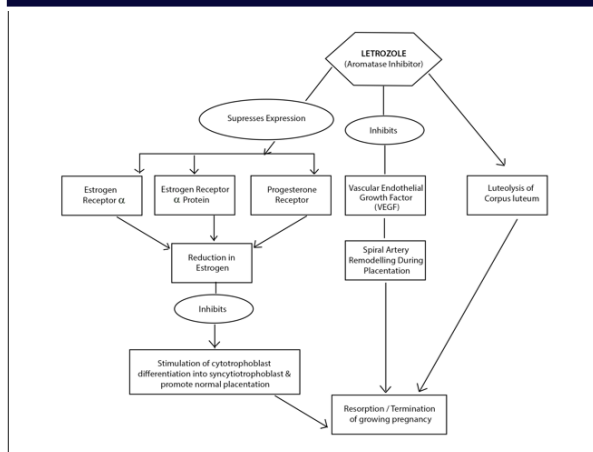 LETROZOLE
(Aromatase Inhibitor)
Supresses Expression
Inhibits
Estrogen
Receptor α
Estrogen Receptor
α Protein
Progesterone
Receptor
Vascular Endothelial
Growth Factor
(VEGF)
Luteolysis of
Corpus luteum
Reduction in
Estrogen
Spiral Artery
Remodelling During
Placentation
Inhibits
Stimulation of cytotrophoblast
differentiation into syncytiotrophoblast &
promote normal placentation
Resorption / Termination
of growing pregnancy